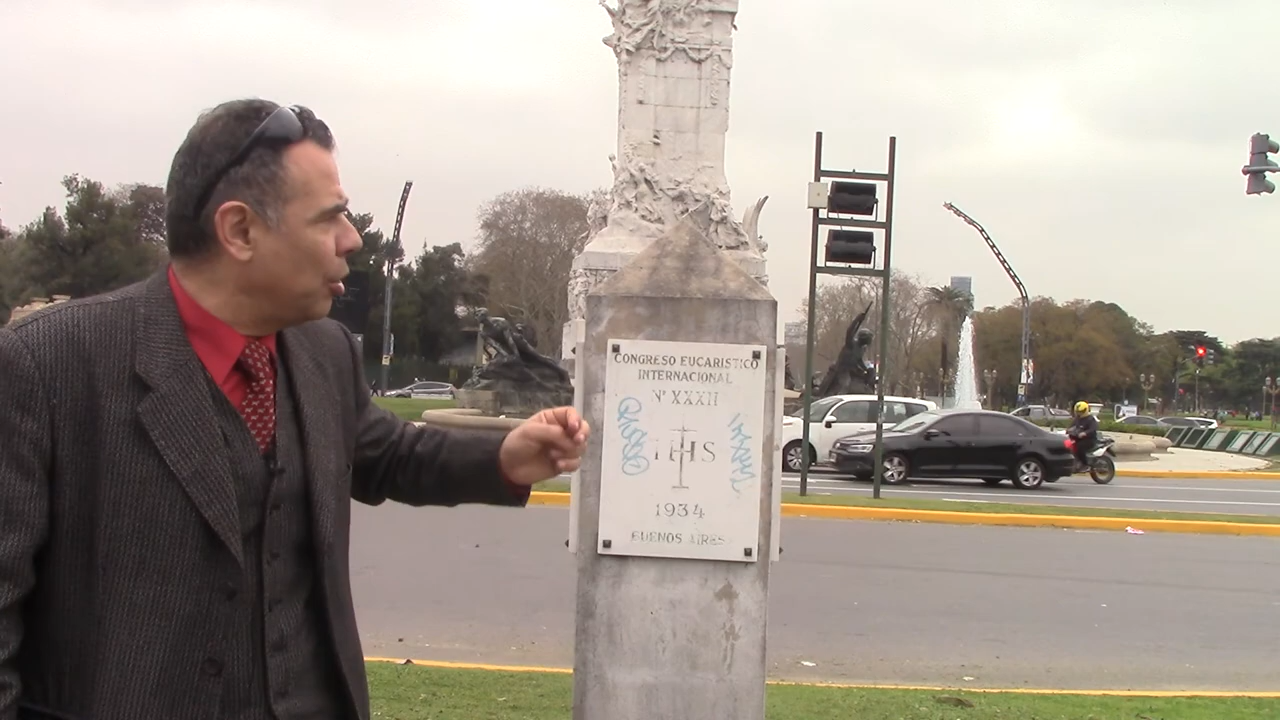 CONGRESO EUCARISTICO
INTERNACIONAL
Nº XXXII
IHS
1934
BUENOS AIRES